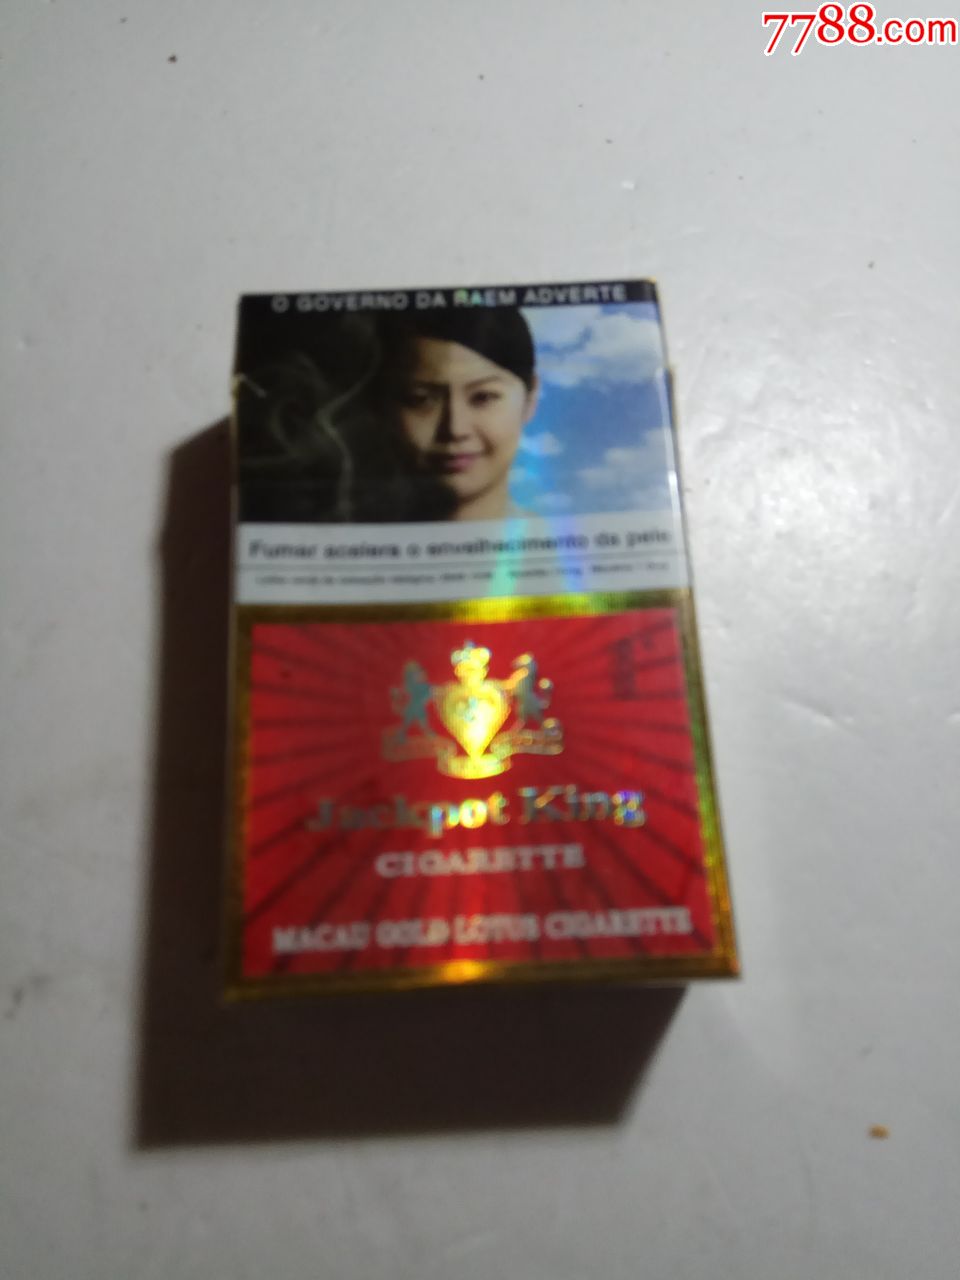 7788.com
O GOVERNO DA RAEM ADVERTE
Fumar acelera o envelhecimento da pele
Jackpot King
CIGARETTE
MACAU GOLD LOTUS CIGARETTE